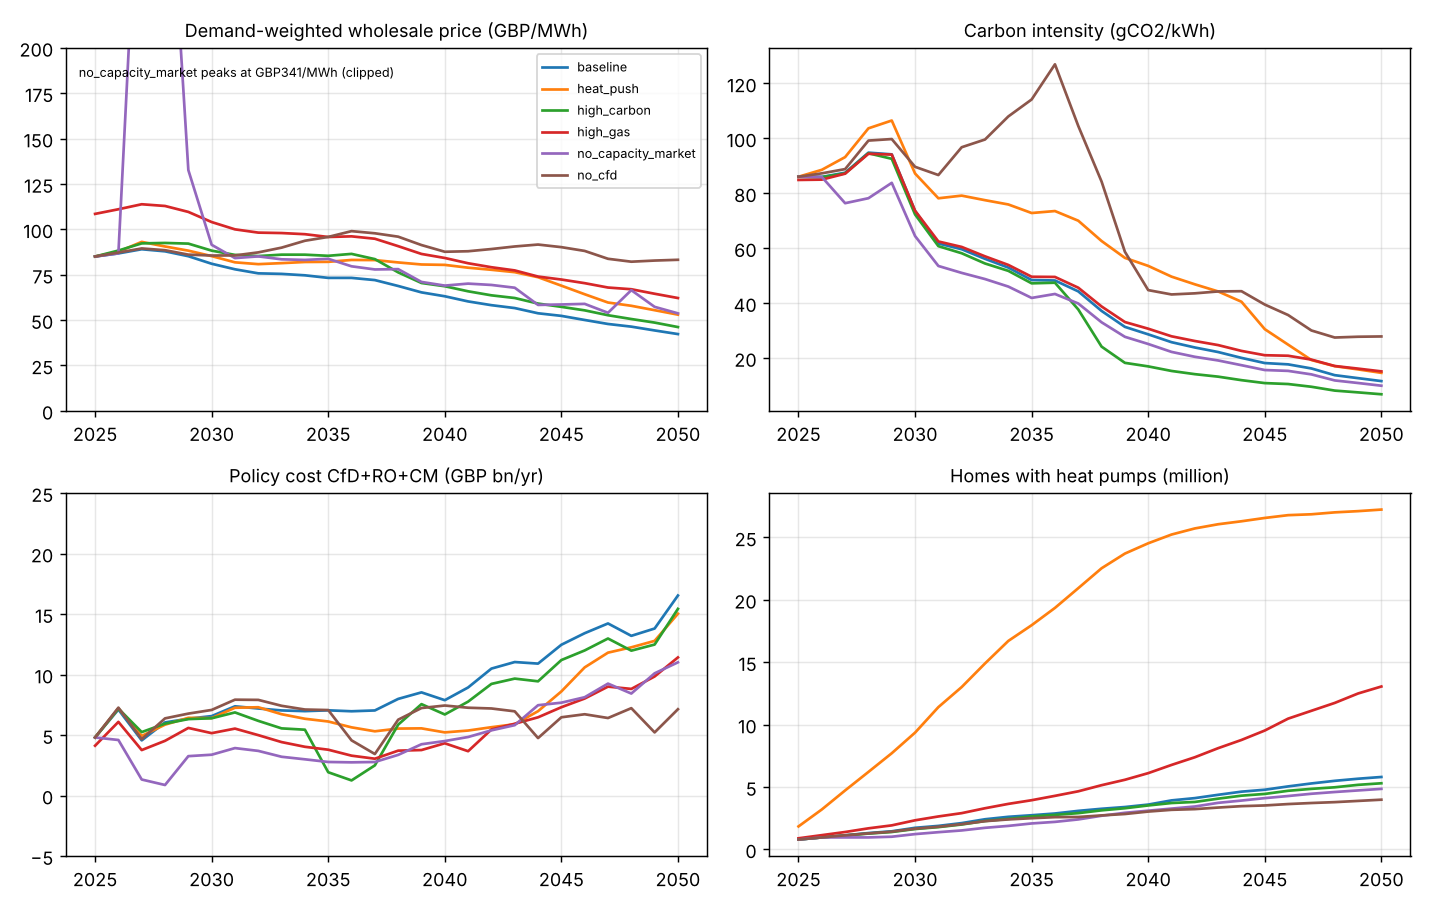 Demand-weighted wholesale price (GBP/MWh)
200
175
150
125
100
75
50
25
0
no_capacity_market peaks at GBP341/MWh (clipped)
baseline
heat_push
high_carbon
high_gas
no_capacity_market
no_cfd
2025 2030 2035 2040 2045 2050
Carbon intensity (gCO2/kWh)
120
100
80
60
40
20
2025 2030 2035 2040 2045 2050
Policy cost CfD+RO+CM (GBP bn/yr)
25
20
15
10
5
0
−5
2025 2030 2035 2040 2045 2050
Homes with heat pumps (million)
25
20
15
10
5
0
2025 2030 2035 2040 2045 2050